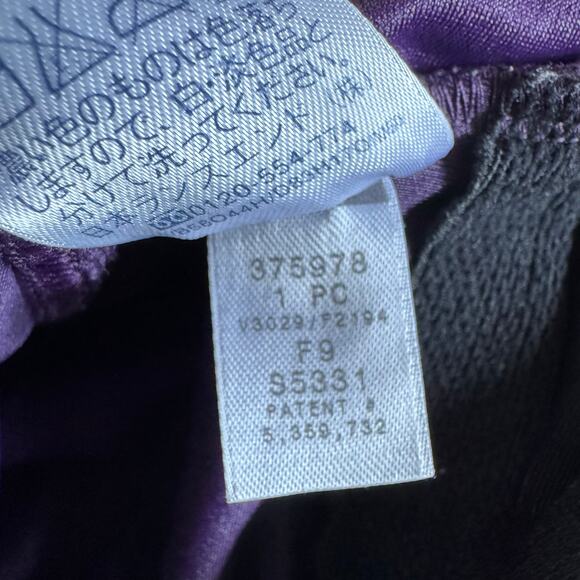 濃い色のものは色落ち
しますので、白・淡色品と
分けて洗ってください。
日本ランズエンド(株)
0120-554-774
375978
1 PC
V3029/F2194
F9
S5331
PATENT #
5,359,732